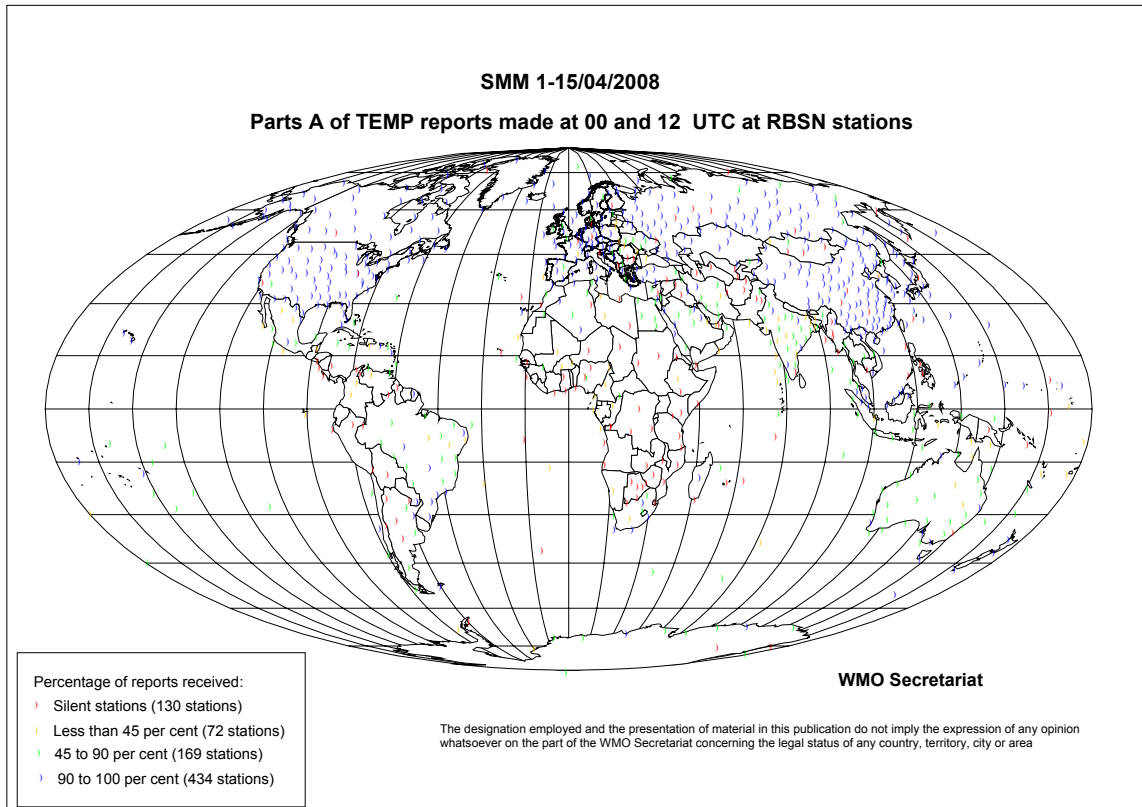 SMM 1-15/04/2008
Parts A of TEMP reports made at 00 and 12 UTC at RBSN stations
WMO Secretariat
Percentage of reports received:
Silent stations (130 stations)
Less than 45 per cent (72 stations)
45 to 90 per cent (169 stations)
90 to 100 per cent (434 stations)
The designation employed and the presentation of material in this publication do not imply the expression of any opinion
whatsoever on the part of the WMO Secretariat concerning the legal status of any country, territory, city or area